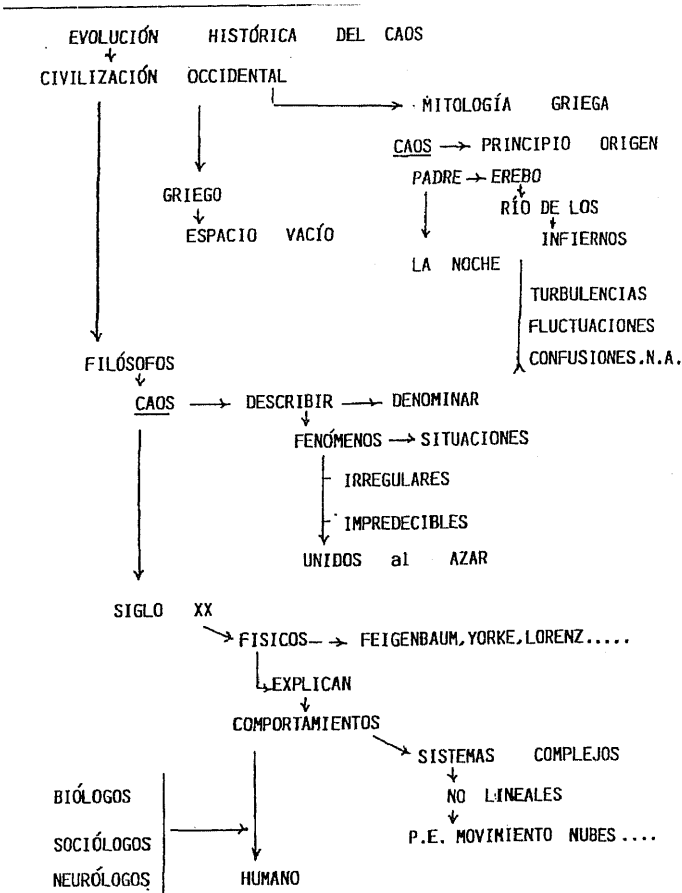 EVOLUCIÓN HISTÓRICA DEL CAOS
CIVILIZACIÓN OCCIDENTAL
MITOLOGÍA GRIEGA
CAOS → PRINCIPIO ORIGEN
PADRE → EREBO
GRIEGO
RÍO DE LOS
ESPACIO VACÍO
INFIERNOS
LA NOCHE
TURBULENCIAS
FLUCTUACIONES
CONFUSIONES.N.A.
FILÓSOFOS
CAOS → DESCRIBIR → DENOMINAR
FENÓMENOS → SITUACIONES
IRREGULARES
IMPREDECIBLES
UNIDOS al AZAR
SIGLO XX
FISICOS → FEIGENBAUM,YORKE,LORENZ.....
EXPLICAN
COMPORTAMIENTOS
SISTEMAS COMPLEJOS
BIÓLOGOS
NO LINEALES
SOCIÓLOGOS
P.E. MOVIMIENTO NUBES....
NEURÓLOGOS
HUMANO